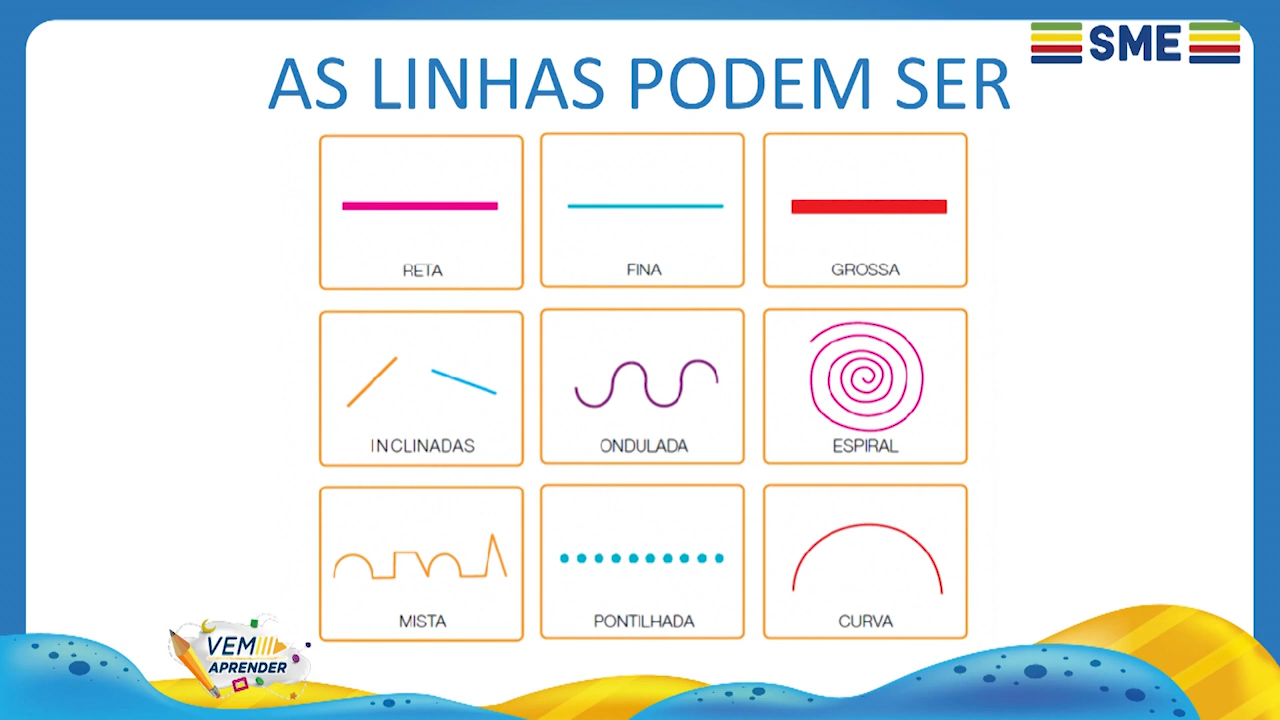 SME
AS LINHAS PODEM SER
RETA
FINA
GROSSA
INCLINADAS
ONDULADA
ESPIRAL
MISTA
PONTILHADA
CURVA
VEM
APRENDER